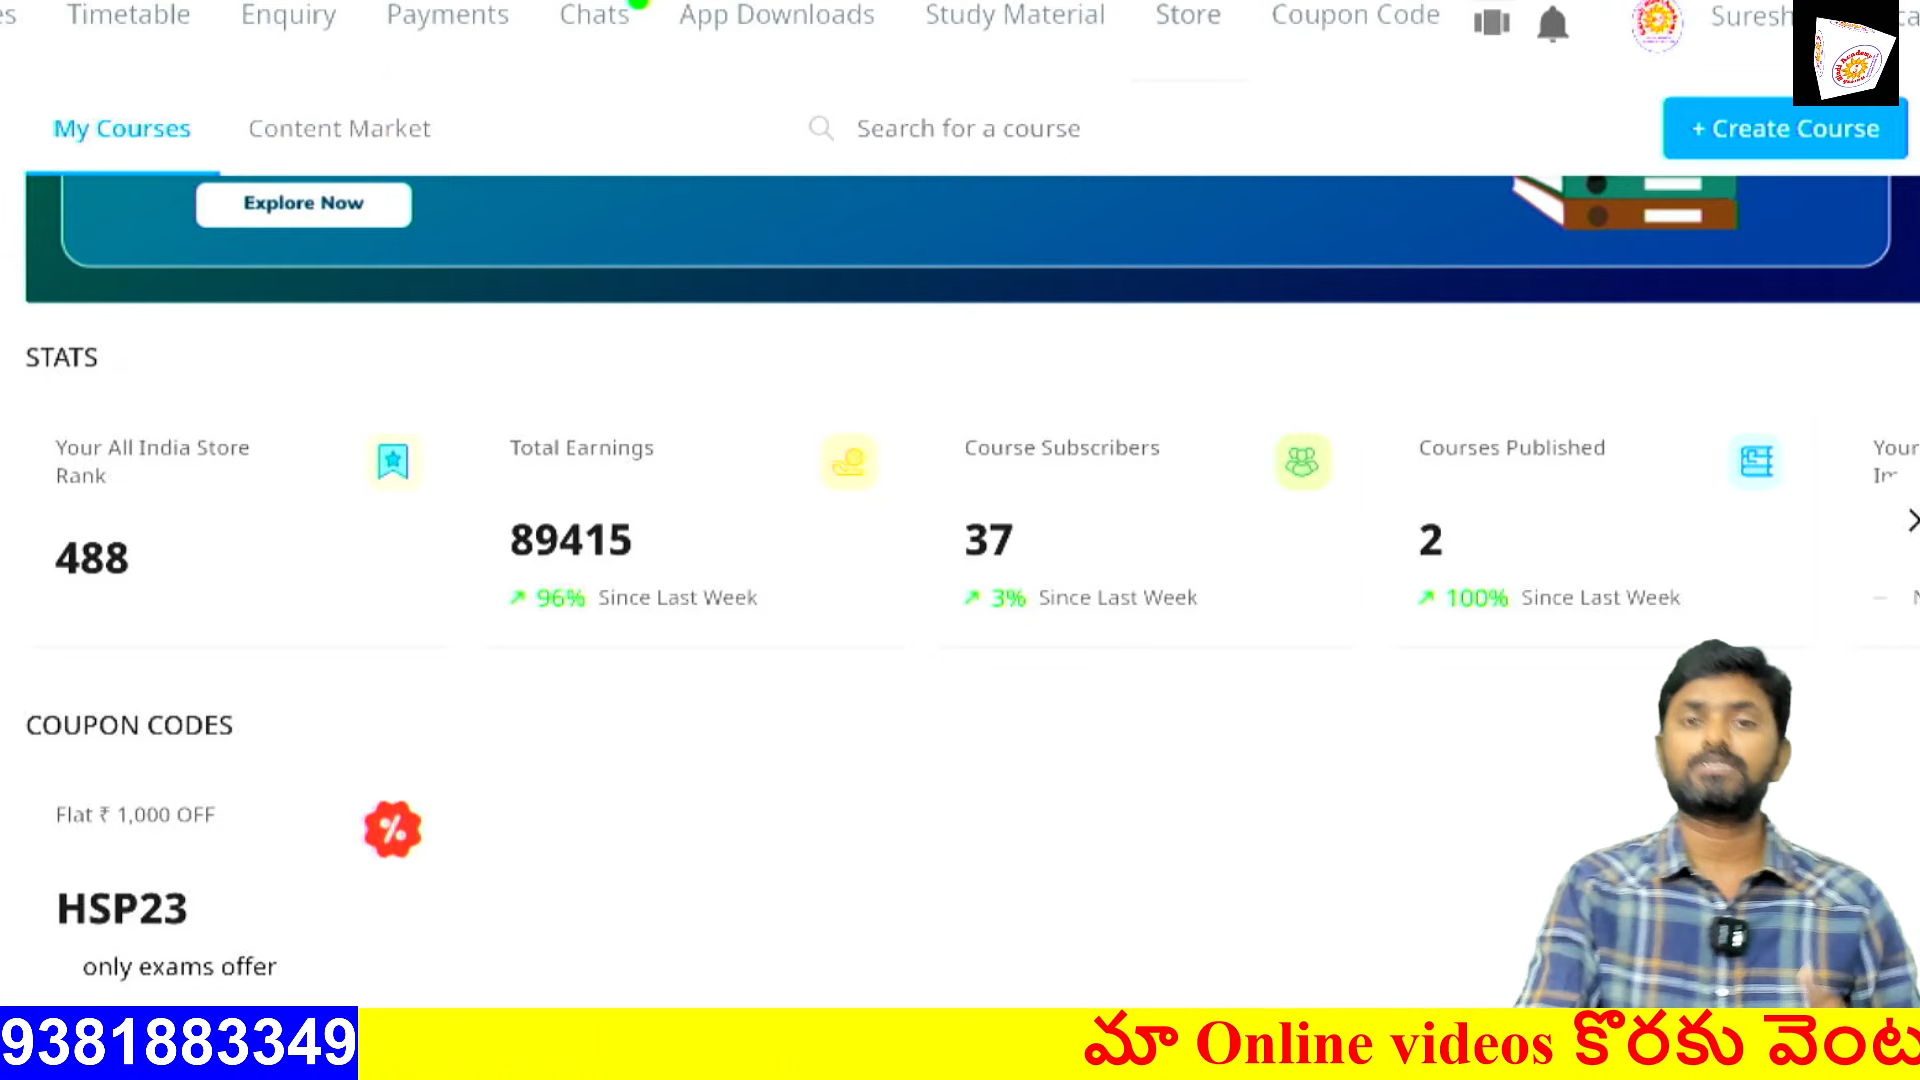 Timetable Enquiry Payments Chats App Downloads Study Material Store Coupon Code Suresh
My Courses Content Market Search for a course + Create Course
Explore Now
STATS
Your All India Store Rank
488
Total Earnings
89415
96% Since Last Week
Course Subscribers
37
3% Since Last Week
Courses Published
2
100% Since Last Week
Your
COUPON CODES
Flat ₹ 1,000 OFF
HSP23
only exams offer
9381883349 మా Online videos కొరకు వెంట